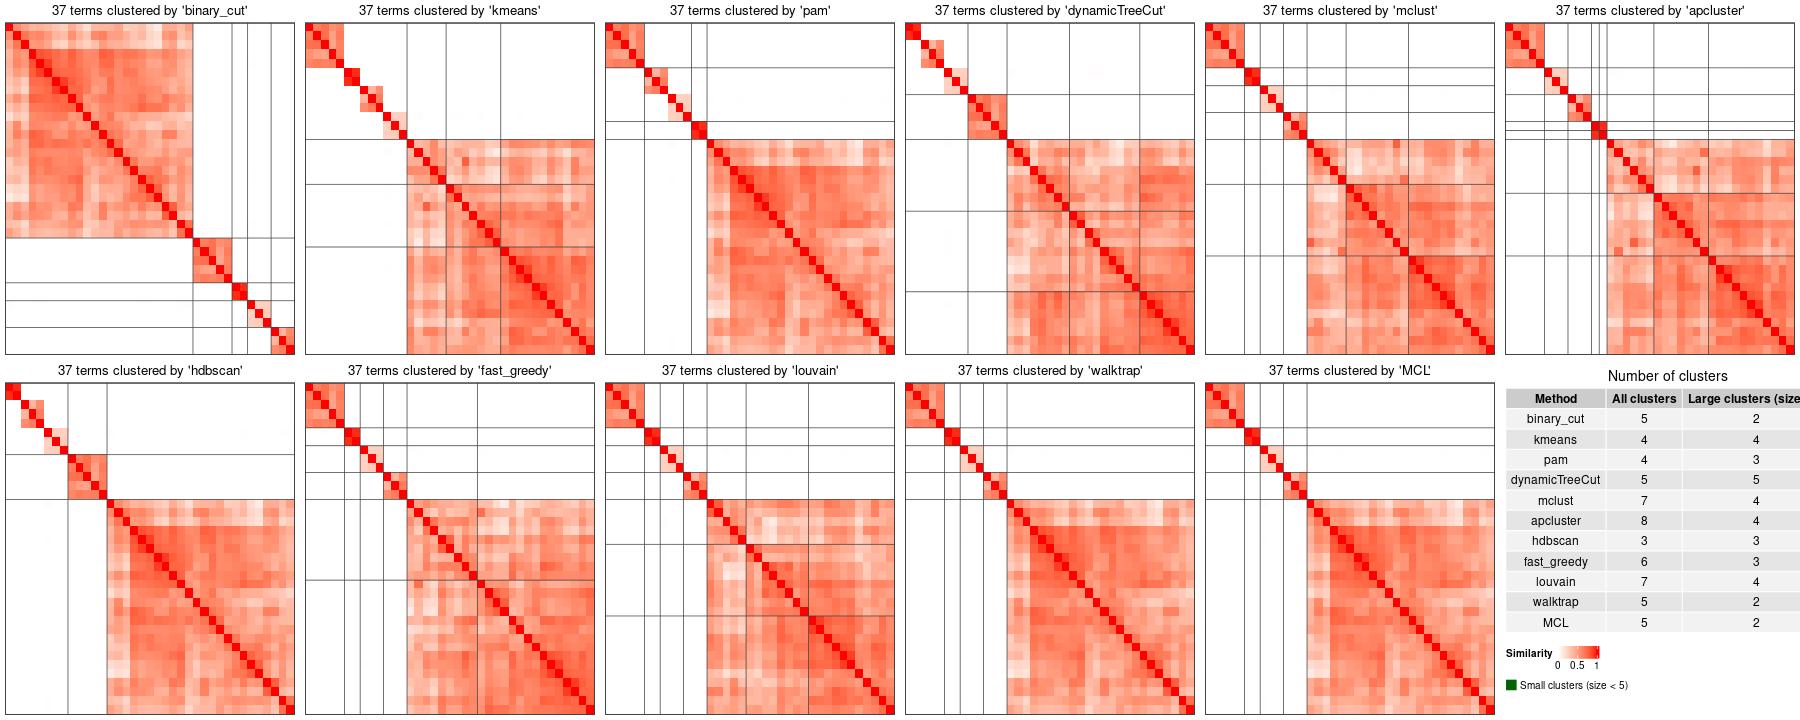 37 terms clustered by 'binary_cut'
37 terms clustered by 'kmeans'
37 terms clustered by 'pam'
37 terms clustered by 'dynamicTreeCut'
37 terms clustered by 'mclust'
37 terms clustered by 'apcluster'
37 terms clustered by 'hdbscan'
37 terms clustered by 'fast_greedy'
37 terms clustered by 'louvain'
37 terms clustered by 'walktrap'
37 terms clustered by 'MCL'
Number of clusters
Method All clusters Large clusters (size
binary_cut 5 2
kmeans 4 4
pam 4 3
dynamicTreeCut 5 5
mclust 7 4
apcluster 8 4
hdbscan 3 3
fast_greedy 6 3
louvain 7 4
walktrap 5 2
MCL 5 2
Similarity
0 0.5 1
Small clusters (size < 5)